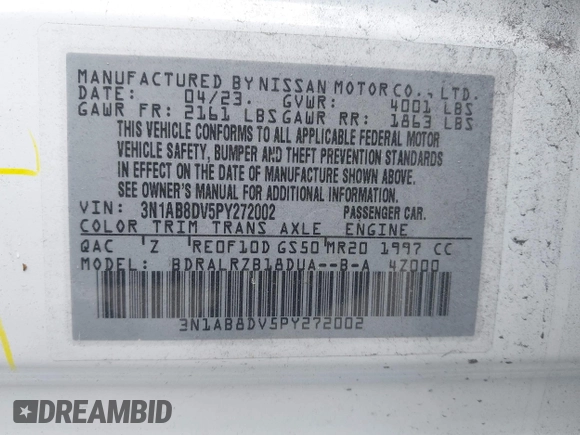 MANUFACTURED BY NISSAN MOTOR CO., LTD.
DATE: 04/23. GVWR: 4001 LBS
GAWR FR: 2161 LBS GAWR RR: 1863 LBS
THIS VEHICLE CONFORMS TO ALL APPLICABLE FEDERAL MOTOR
VEHICLE SAFETY, BUMPER AND THEFT PREVENTION STANDARDS
IN EFFECT ON THE DATE OF MANUFACTURE SHOWN ABOVE.
SEE OWNER'S MANUAL FOR ADDITIONAL INFORMATION.
VIN: 3N1AB8DV5PY272002 PASSENGER CAR.
COLOR TRIM TRANS AXLE ENGINE
QAC Z RE0F10D GS50 MR20 1997 CC
MODEL: BDRALRZB18DUA--B-A 4Z000
3N1AB8DV5PY272002
DREAMBID